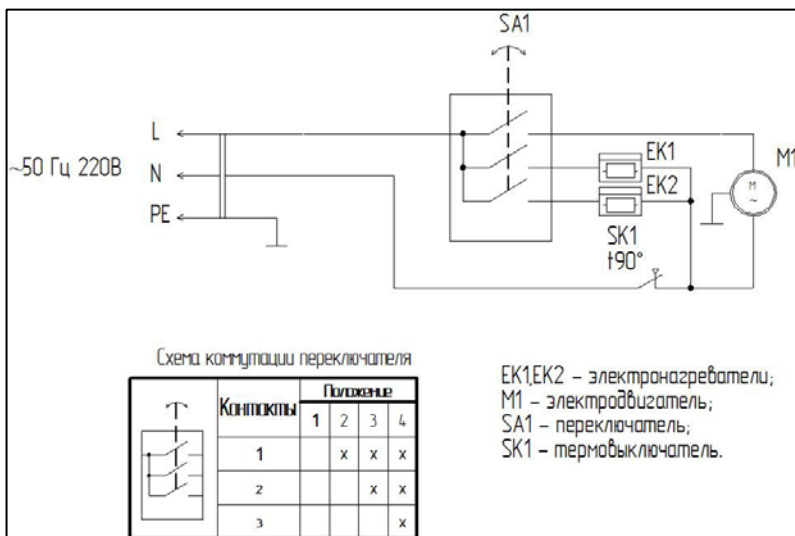 SA1
L
~50 Гц 220В
N
PE
EK1
EK2
M1
M
~
SK1
t90°
Схема коммутации переключателя
Контакты
Положение
1 2 3 4
1 x x x
2 x x
3 x
EK1,EK2 – электронагреватели;
M1 – электродвигатель;
SA1 – переключатель;
SK1 – термовыключатель.